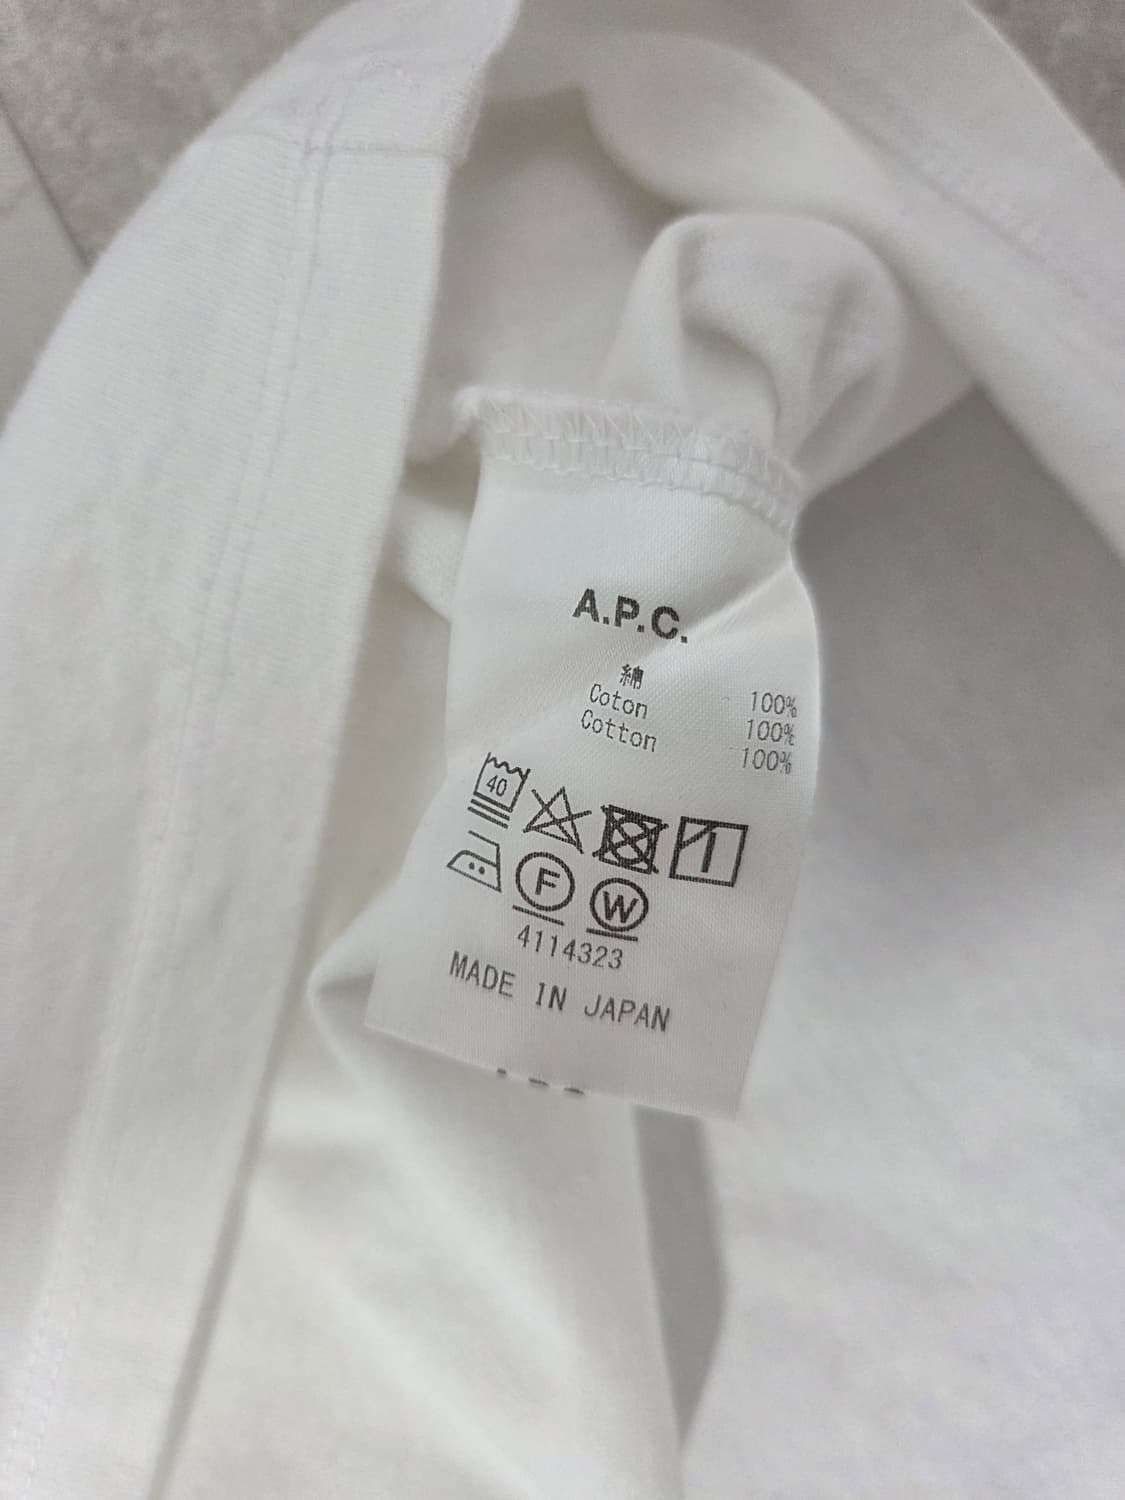 A.P.C.
綿 100%
Coton 100%
Cotton 100%
40
F W
4114323
MADE IN JAPAN